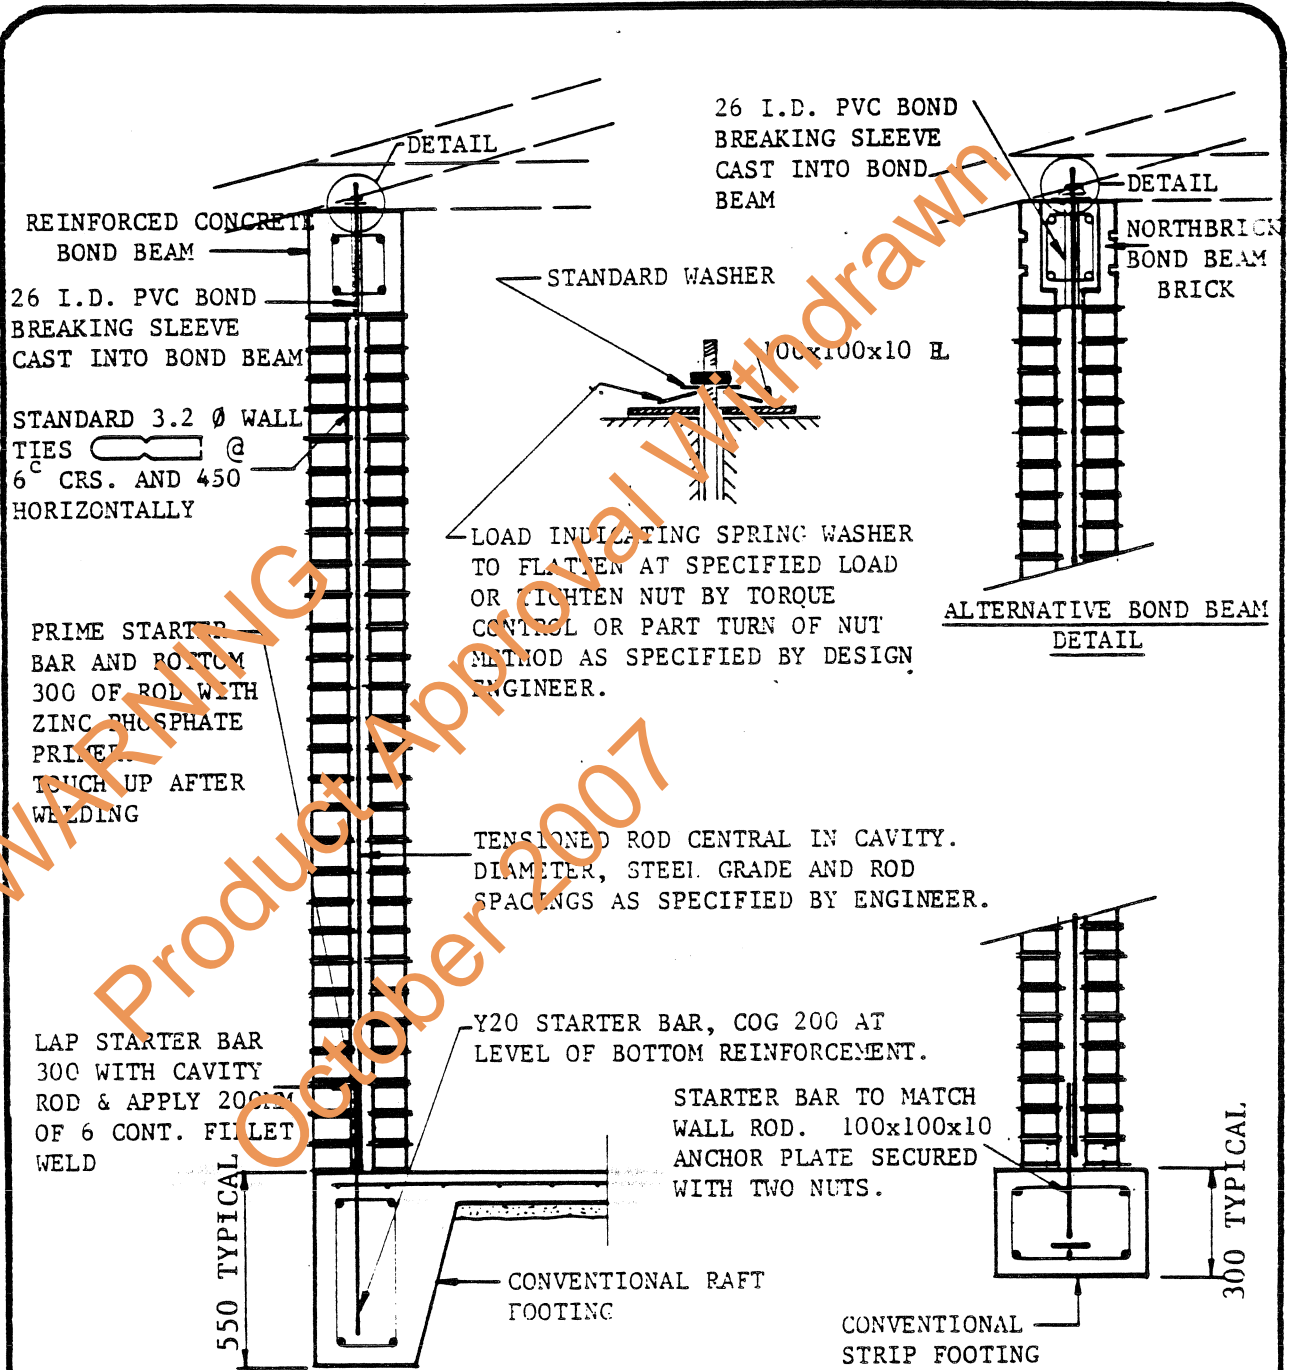 DETAIL
REINFORCED CONCRETE
BOND BEAM
26 I.D. PVC BOND
BREAKING SLEEVE
CAST INTO BOND BEAM
STANDARD 3.2 Ø WALL
TIES @
6C CRS. AND 450
HORIZONTALLY
PRIME STARTER
BAR AND BOTTOM
300 OF ROD WITH
ZINC PHOSPHATE
PRIMER.
TOUCH UP AFTER
WELDING
LAP STARTER BAR
300 WITH CAVITY
ROD & APPLY 200MM
OF 6 CONT. FILLET
WELD
550 TYPICAL
26 I.D. PVC BOND
BREAKING SLEEVE
CAST INTO BOND
BEAM
STANDARD WASHER
100x100x10 PL
LOAD INDICATING SPRING WASHER
TO FLATTEN AT SPECIFIED LOAD
OR TIGHTEN NUT BY TORQUE
CONTROL OR PART TURN OF NUT
METHOD AS SPECIFIED BY DESIGN
ENGINEER.
TENSIONED ROD CENTRAL IN CAVITY.
DIAMETER, STEEL GRADE AND ROD
SPACINGS AS SPECIFIED BY ENGINEER.
Y20 STARTER BAR, COG 200 AT
LEVEL OF BOTTOM REINFORCEMENT.
STARTER BAR TO MATCH
WALL ROD. 100x100x10
ANCHOR PLATE SECURED
WITH TWO NUTS.
CONVENTIONAL RAFT
FOOTING
DETAIL
NORTHBRICK
BOND BEAM
BRICK
ALTERNATIVE BOND BEAM
DETAIL
300 TYPICAL
CONVENTIONAL
STRIP FOOTING
WARNING
Product Approval Withdrawn
October 2007